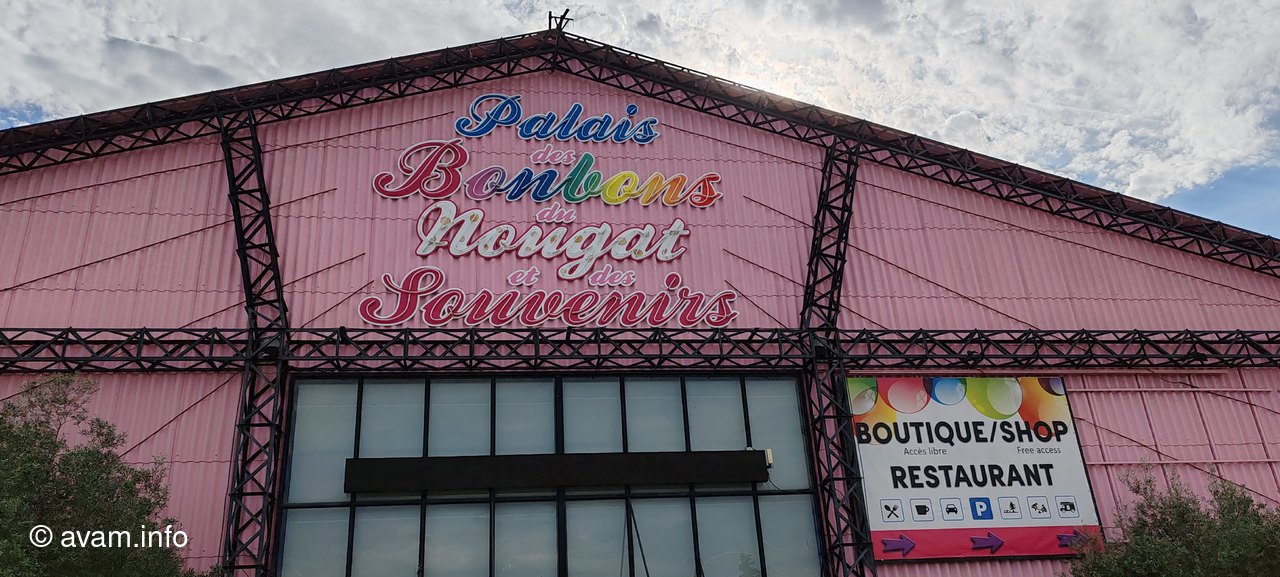 Palais
des
Bonbons
du
Nougat
et des
Souvenirs
BOUTIQUE/SHOP
Accès libre Free access
RESTAURANT
P
© avam.info